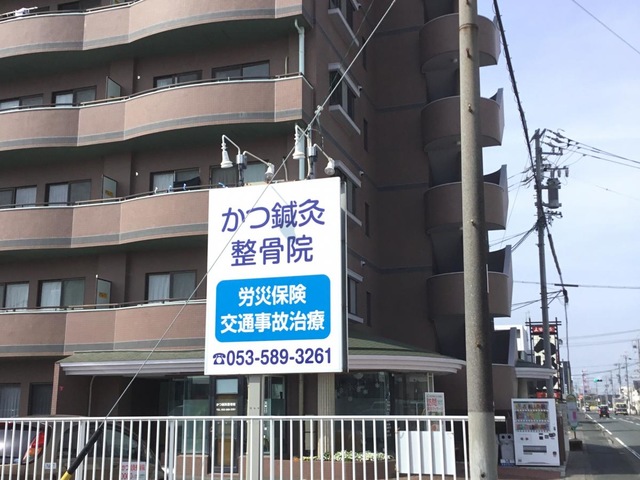 かつ鍼灸
整骨院
労災保険
交通事故治療
☎053-589-3261